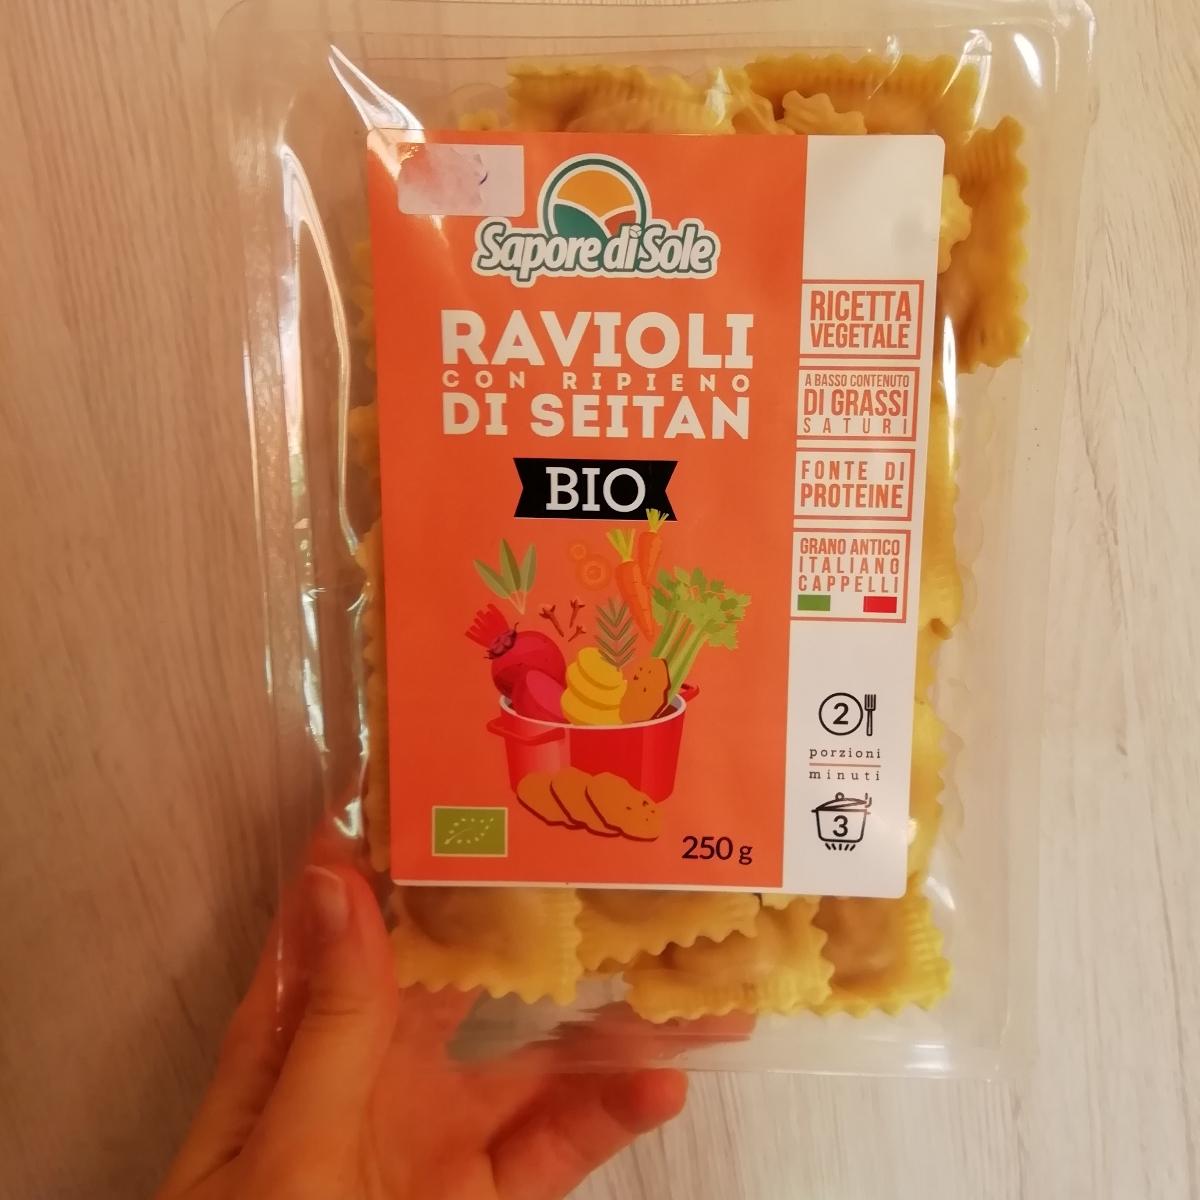 Sapore di Sole
RAVIOLI
CON RIPIENO
DI SEITAN
BIO
250 g
RICETTA
VEGETALE
A BASSO CONTENUTO
DI GRASSI
SATURI
FONTE DI
PROTEINE
GRANO ANTICO
ITALIANO
CAPPELLI
2
porzioni
minuti
3